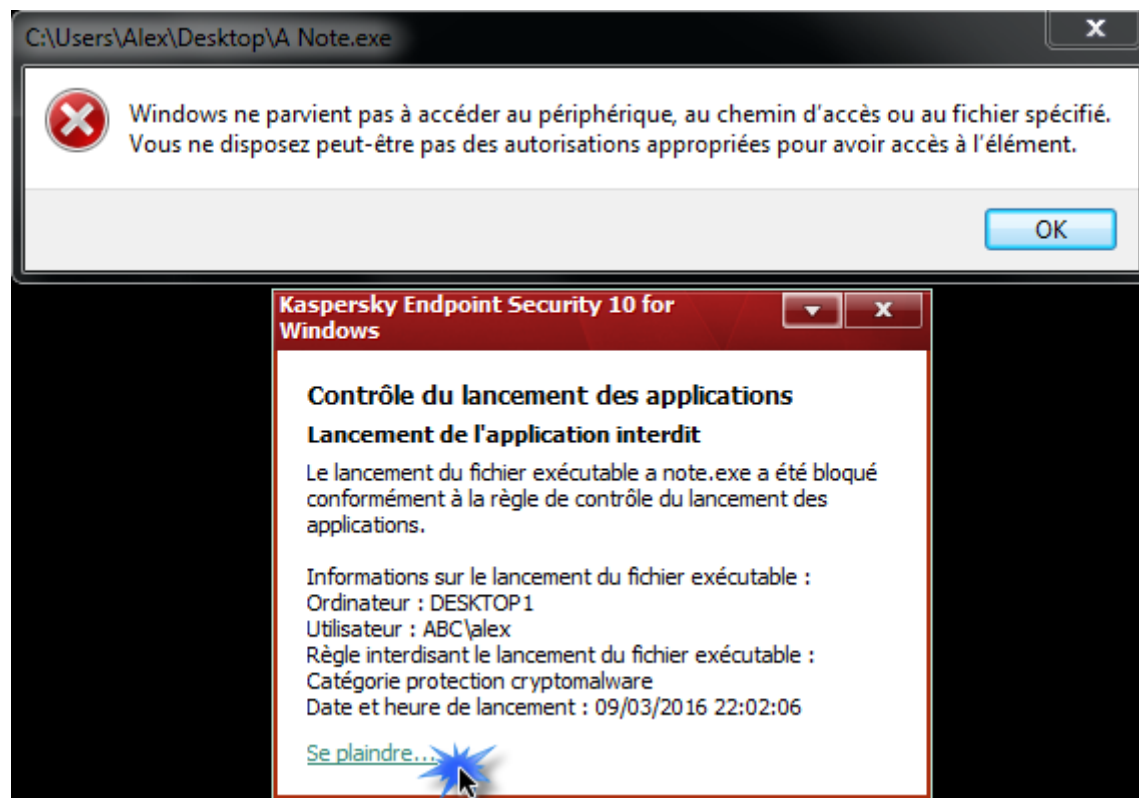 C:\Users\Alex\Desktop\A Note.exe
Windows ne parvient pas à accéder au périphérique, au chemin d'accès ou au fichier spécifié.
Vous ne disposez peut-être pas des autorisations appropriées pour avoir accès à l'élément.
OK
Kaspersky Endpoint Security 10 for
Windows
Contrôle du lancement des applications
Lancement de l'application interdit
Le lancement du fichier exécutable a note.exe a été bloqué
conformément à la règle de contrôle du lancement des
applications.
Informations sur le lancement du fichier exécutable :
Ordinateur : DESKTOP1
Utilisateur : ABC\alex
Règle interdisant le lancement du fichier exécutable :
Catégorie protection cryptomalware
Date et heure de lancement : 09/03/2016 22:02:06
Se plaindre...